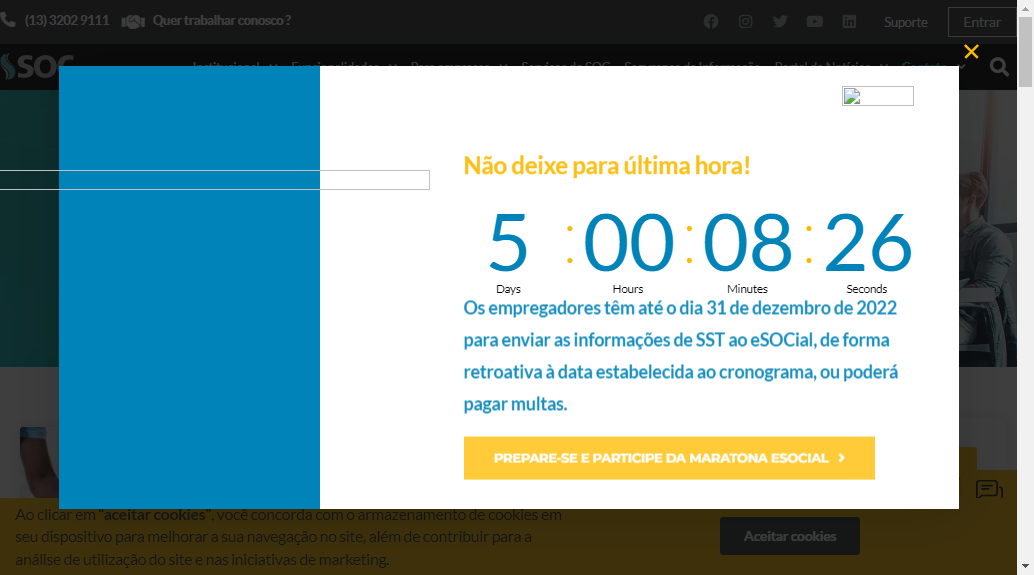 (13) 3202 9111 Quer trabalhar conosco ? Suporte Entrar
SOC
Não deixe para última hora!
5 : 00 : 08 : 26
Days Hours Minutes Seconds
Os empregadores têm até o dia 31 de dezembro de 2022
para enviar as informações de SST ao eSOCial, de forma
retroativa à data estabelecida ao cronograma, ou poderá
pagar multas.
PREPARE-SE E PARTICIPE DA MARATONA ESOCIAL
Ao clicar em "aceitar cookies", você concorda com o armazenamento de cookies em
seu dispositivo para melhorar a sua navegação no site, além de contribuir para a
análise de utilização do site e nas iniciativas de marketing.
Aceitar cookies